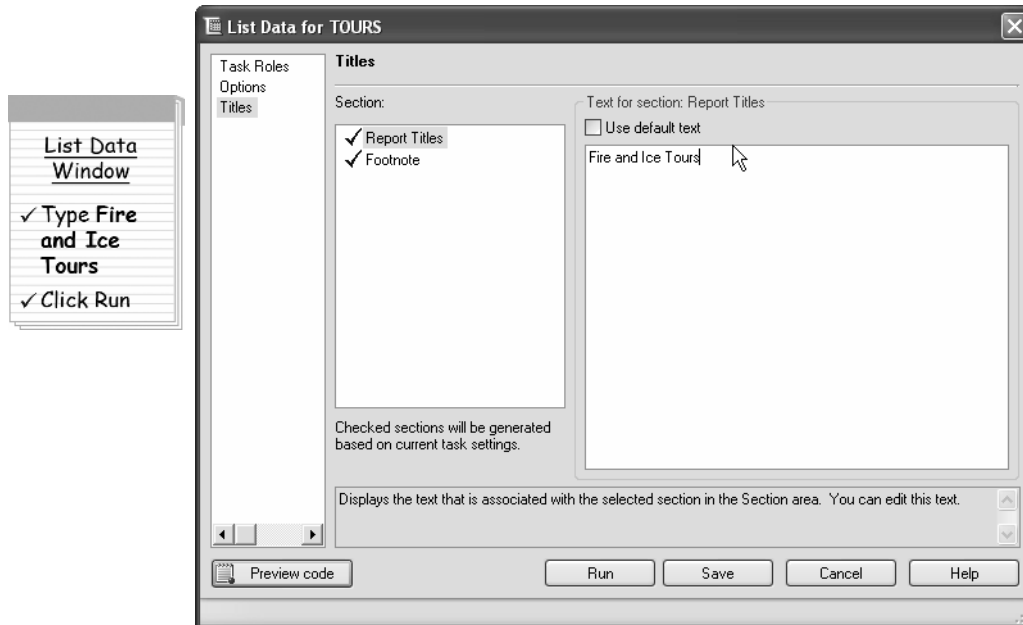 List Data
Window
✓ Type Fire
and Ice
Tours
✓ Click Run
List Data for TOURS
Task Roles
Options
Titles
Titles
Section:
Report Titles
Footnote
Checked sections will be generated
based on current task settings.
Text for section: Report Titles
Use default text
Fire and Ice Tours
Displays the text that is associated with the selected section in the Section area.  You can edit this text.
Preview code
Run
Save
Cancel
Help